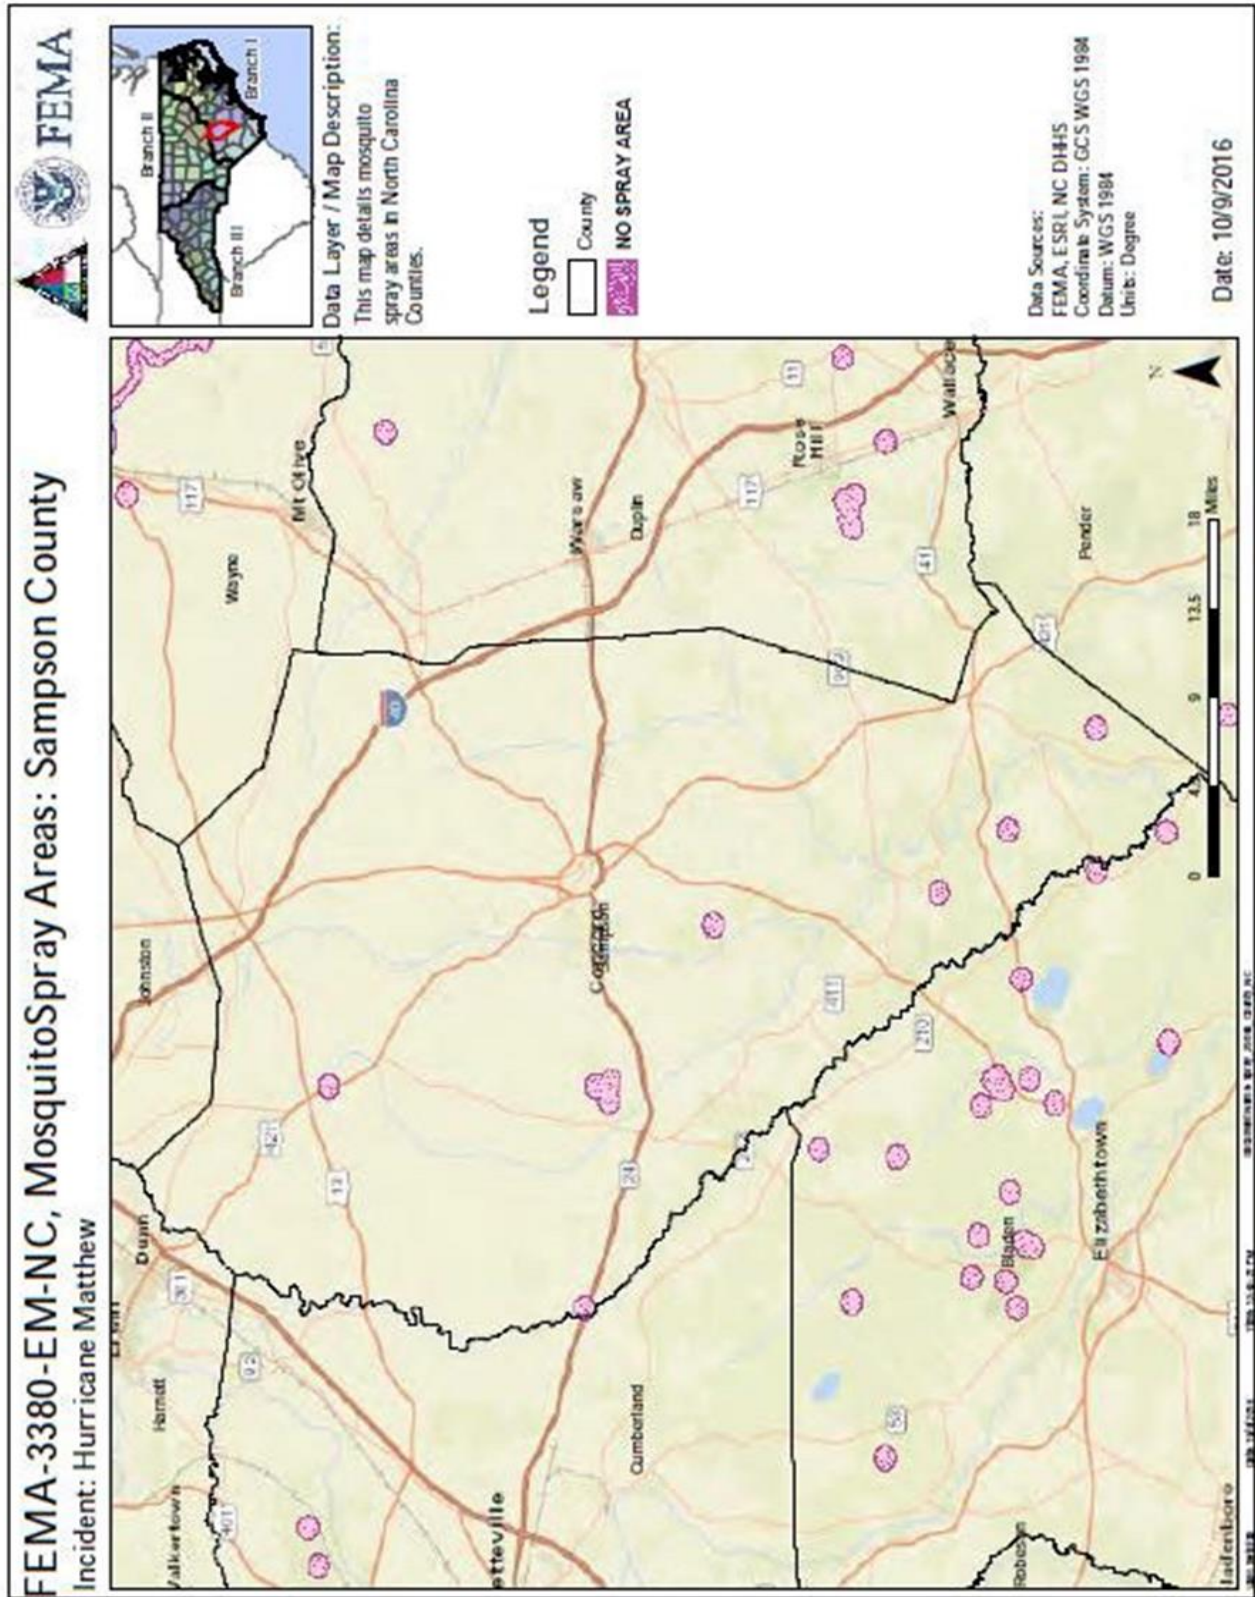 FEMA-3380-EM-NC, MosquitoSpray Areas: Sampson County
Incident: Hurricane Matthew
FEMA
Branch II
Branch I
Branch III
Data Layer / Map Description:
This map details mosquito
spray areas in North Carolina
Counties.
Legend
County
NO SPRAY AREA
Data Sources:
FEMA, ESRI, NC DHHS
Coordinate System: GCS WGS 1984
Datum: WGS 1984
Units: Degree
Date: 10/9/2016
Dunn
Johnston
Wayne
117
Mt Olive
Harnett
301
421
13
401
40
Cumberland
24
Sampson
Warsaw
Duplin
117
Rose
Hill
11
41
Wallace
411
210
53
Bladen
Elizabethtown
Pender
Robeson
N
0
9
13.5
18
Miles